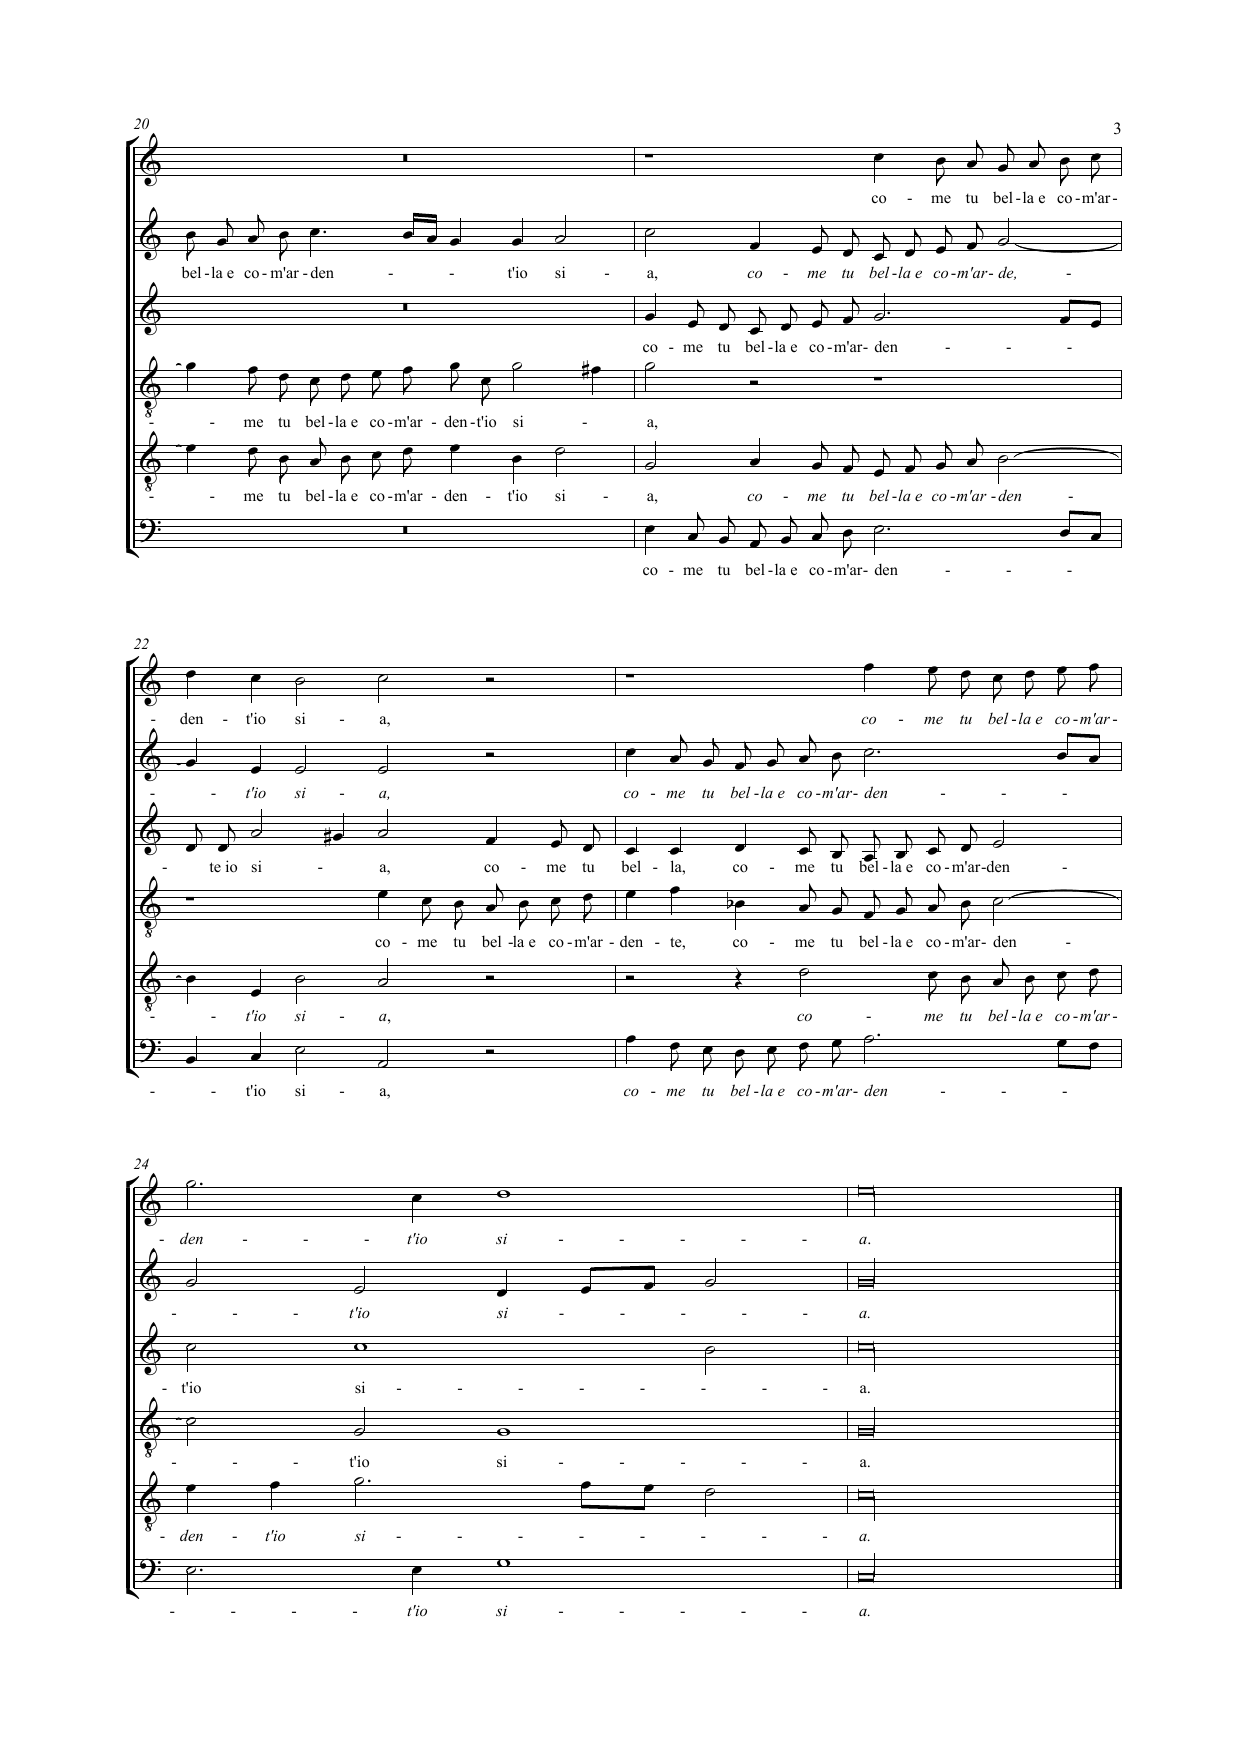 20
3
co - me tu bel - la e co - m'ar -
bel - la e co - m'ar - den - - t'io si - a, co - me tu bel - la e co - m'ar - de, -
co - me tu bel - la e co - m'ar- den - - -
- - me tu bel - la e co - m'ar - den - t'io si - a,
- - me tu bel - la e co - m'ar - den - t'io si - a, co - me tu bel - la e co - m'ar - den -
co - me tu bel - la e co - m'ar- den - - -
22
- den - t'io si - a, co - me tu bel - la e co - m'ar -
- - t'io si - a, co - me tu bel - la e co - m'ar- den - - -
- te io si - a, co - me tu bel - la, co - me tu bel - la e co - m'ar-den -
co - me tu bel - la e co - m'ar - den - te, co - me tu bel - la e co - m'ar- den -
- - t'io si - a, co - me tu bel - la e co - m'ar -
- - t'io si - a, co - me tu bel - la e co - m'ar- den - - -
24
- den - - - t'io si - - - - - a.
- - - t'io si - - - - - a.
- t'io si - - - - - - - - a.
- - - t'io si - - - - - a.
- den - t'io si - - - - - - - - a.
- - - - t'io si - - - - - a.